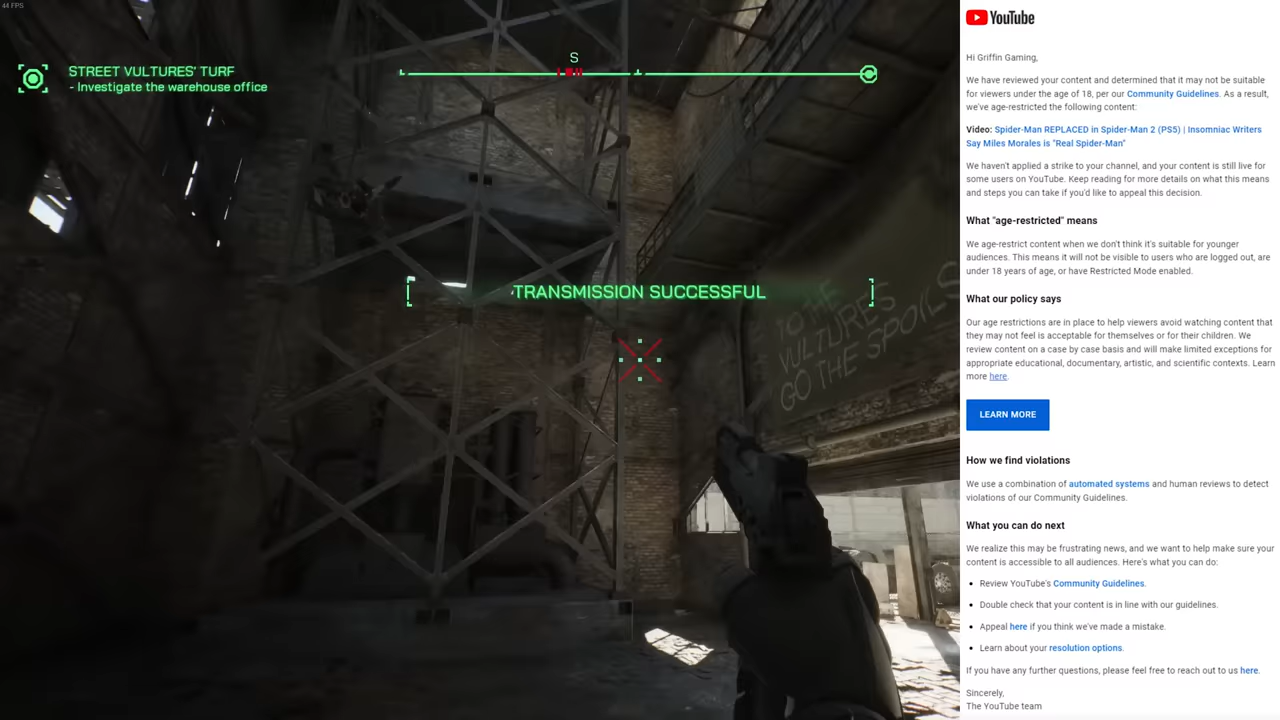 44 FPS
STREET VULTURES' TURF
- Investigate the warehouse office
S
TRANSMISSION SUCCESSFUL
TO THE
VULTURES
GO THE SPOILS
YouTube
Hi Griffin Gaming,
We have reviewed your content and determined that it may not be suitable
for viewers under the age of 18, per our Community Guidelines. As a result,
we've age-restricted the following content:
Video: Spider-Man REPLACED in Spider-Man 2 (PS5) | Insomniac Writers
Say Miles Morales is "Real Spider-Man"
We haven't applied a strike to your channel, and your content is still live for
some users on YouTube. Keep reading for more details on what this means
and steps you can take if you'd like to appeal this decision.
What "age-restricted" means
We age-restrict content when we don't think it's suitable for younger
audiences. This means it will not be visible to users who are logged out, are
under 18 years of age, or have Restricted Mode enabled.
What our policy says
Our age restrictions are in place to help viewers avoid watching content that
they may not feel is acceptable for themselves or for their children. We
review content on a case by case basis and will make limited exceptions for
appropriate educational, documentary, artistic, and scientific contexts. Learn
more here.
LEARN MORE
How we find violations
We use a combination of automated systems and human reviews to detect
violations of our Community Guidelines.
What you can do next
We realize this may be frustrating news, and we want to help make sure your
content is accessible to all audiences. Here's what you can do:
• Review YouTube's Community Guidelines.
• Double check that your content is in line with our guidelines.
• Appeal here if you think we've made a mistake.
• Learn about your resolution options.
If you have any further questions, please feel free to reach out to us here.
Sincerely,
The YouTube team